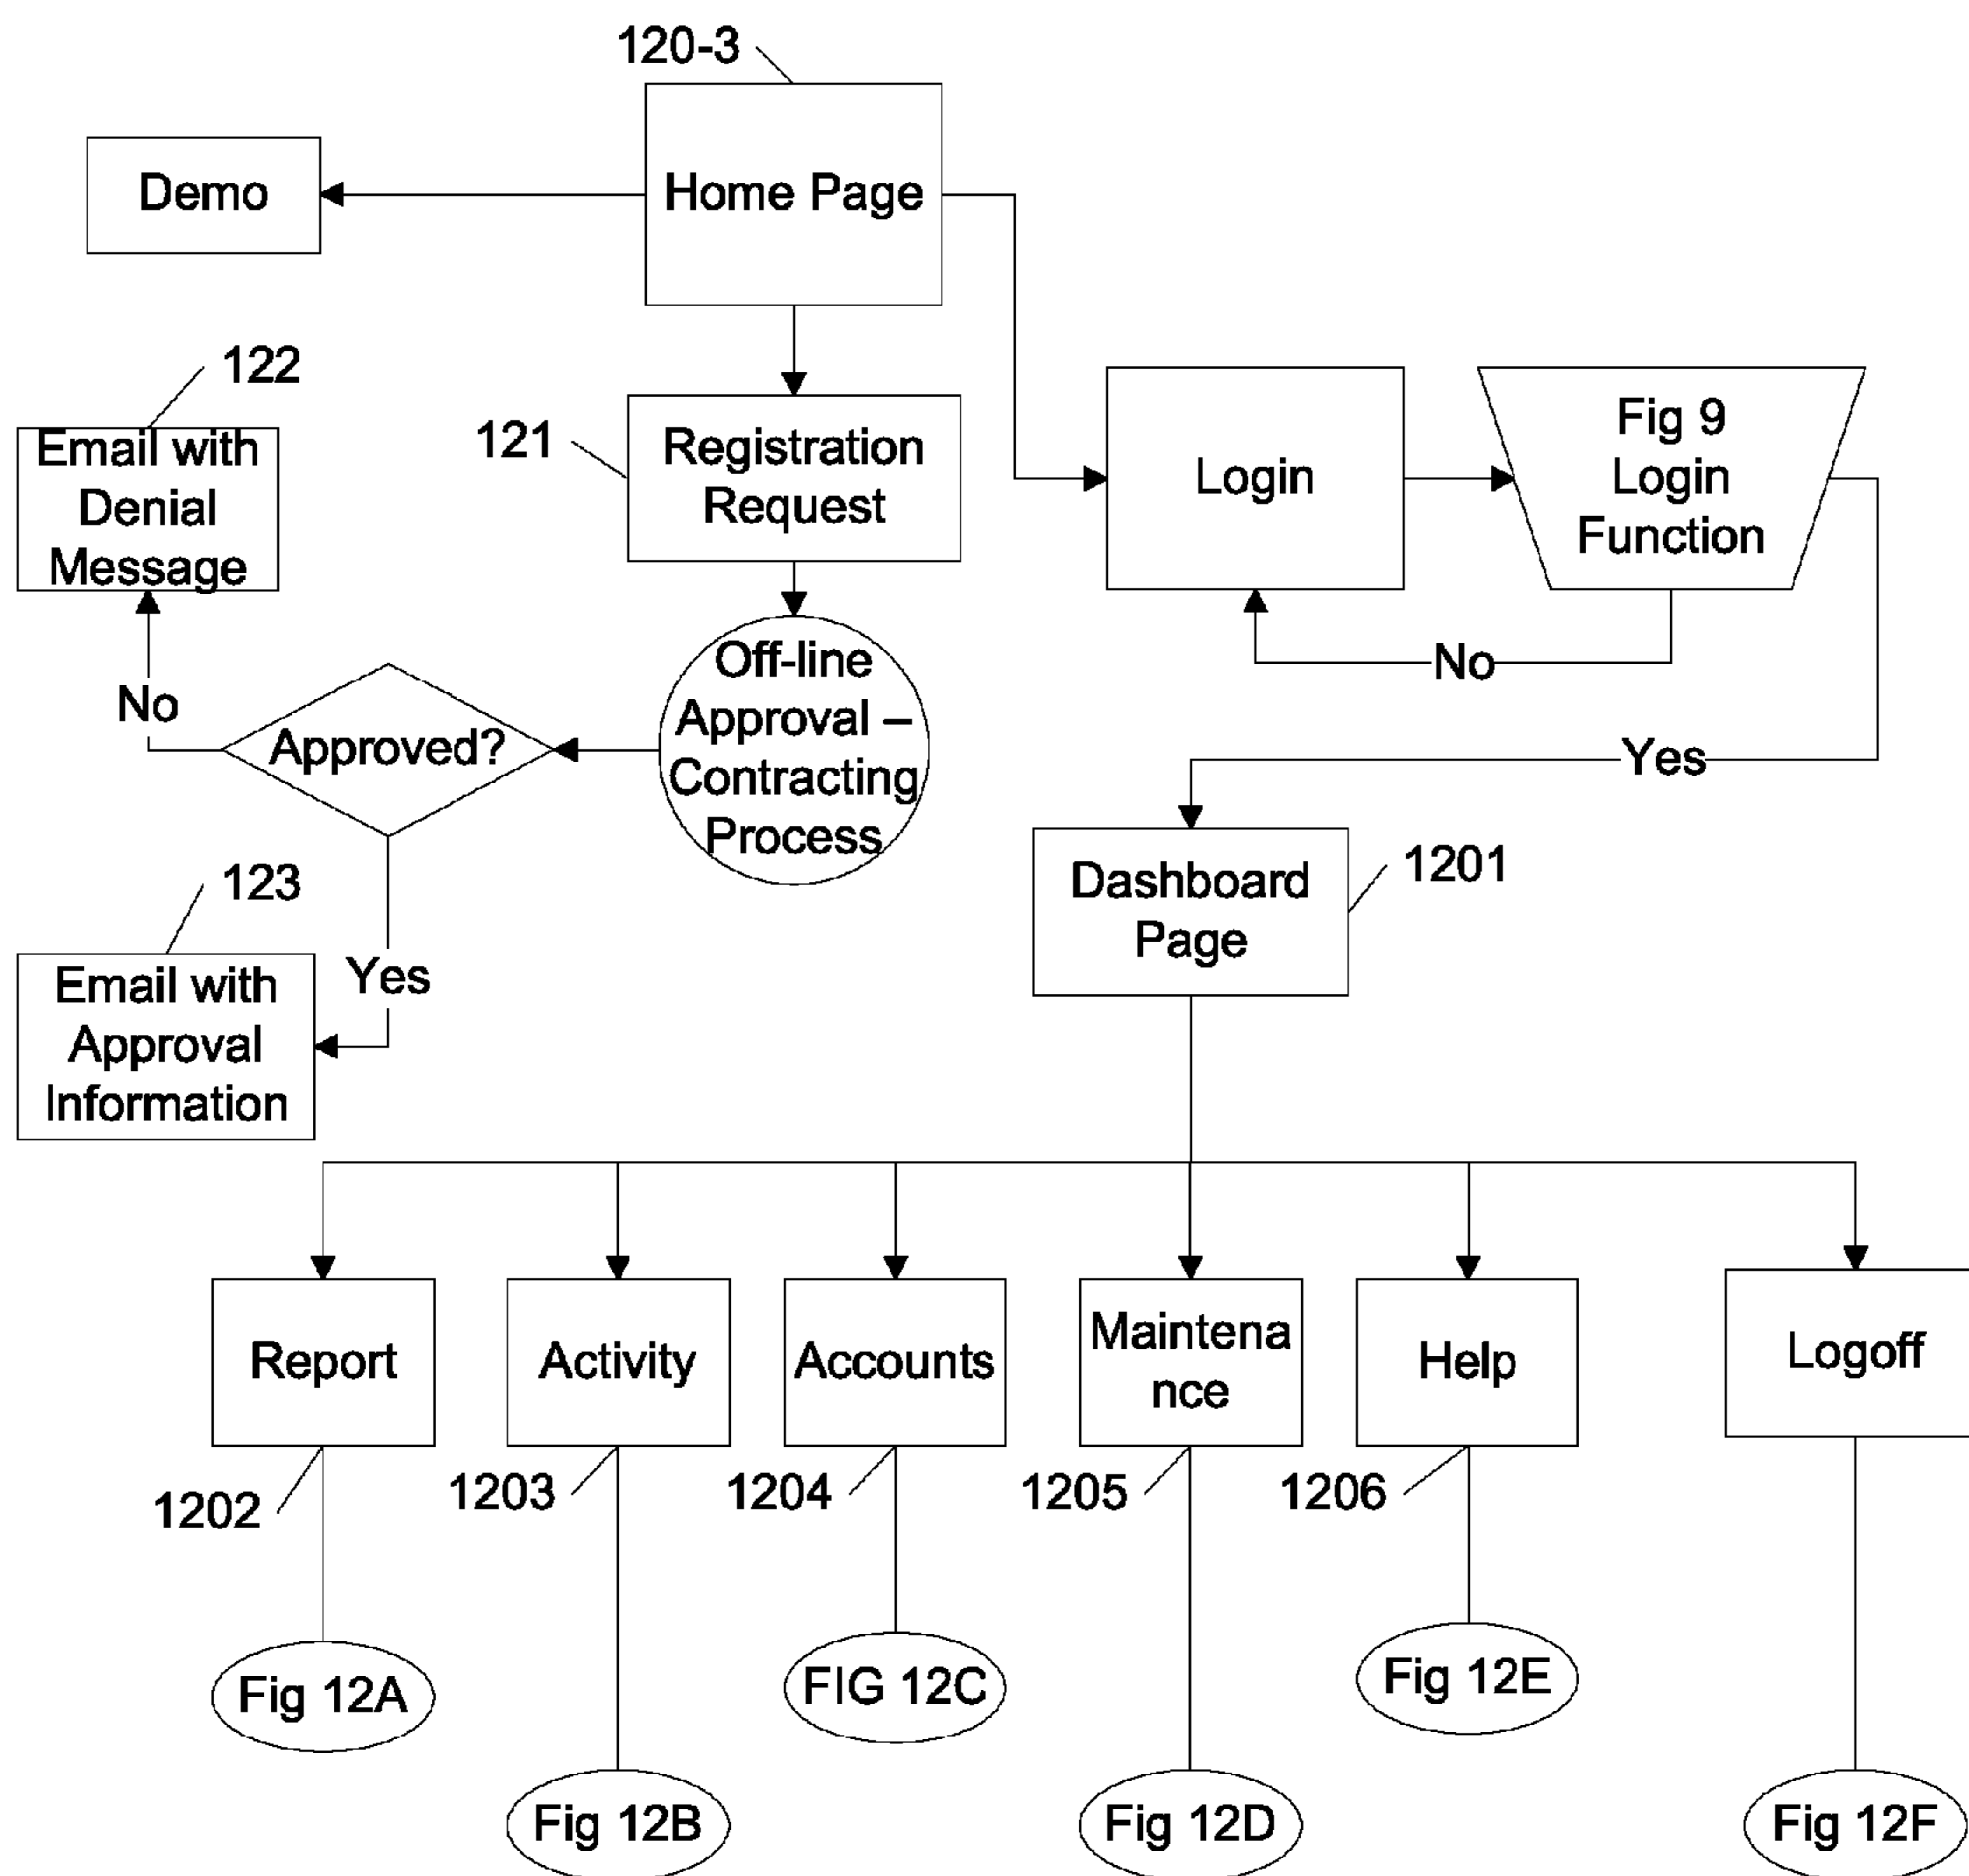 120-3
Demo
Home Page
122
Email with
Denial
Message
121
Registration
Request
Login
Fig 9
Login
Function
No
Off-line
Approval –
Contracting
Process
Approved?
No
Yes
123
Email with
Approval
Information
Yes
Dashboard
Page
1201
Report
Activity
Accounts
Maintena
nce
Help
Logoff
1202
1203
1204
1205
1206
Fig 12A
Fig 12B
FIG 12C
Fig 12D
Fig 12E
Fig 12F